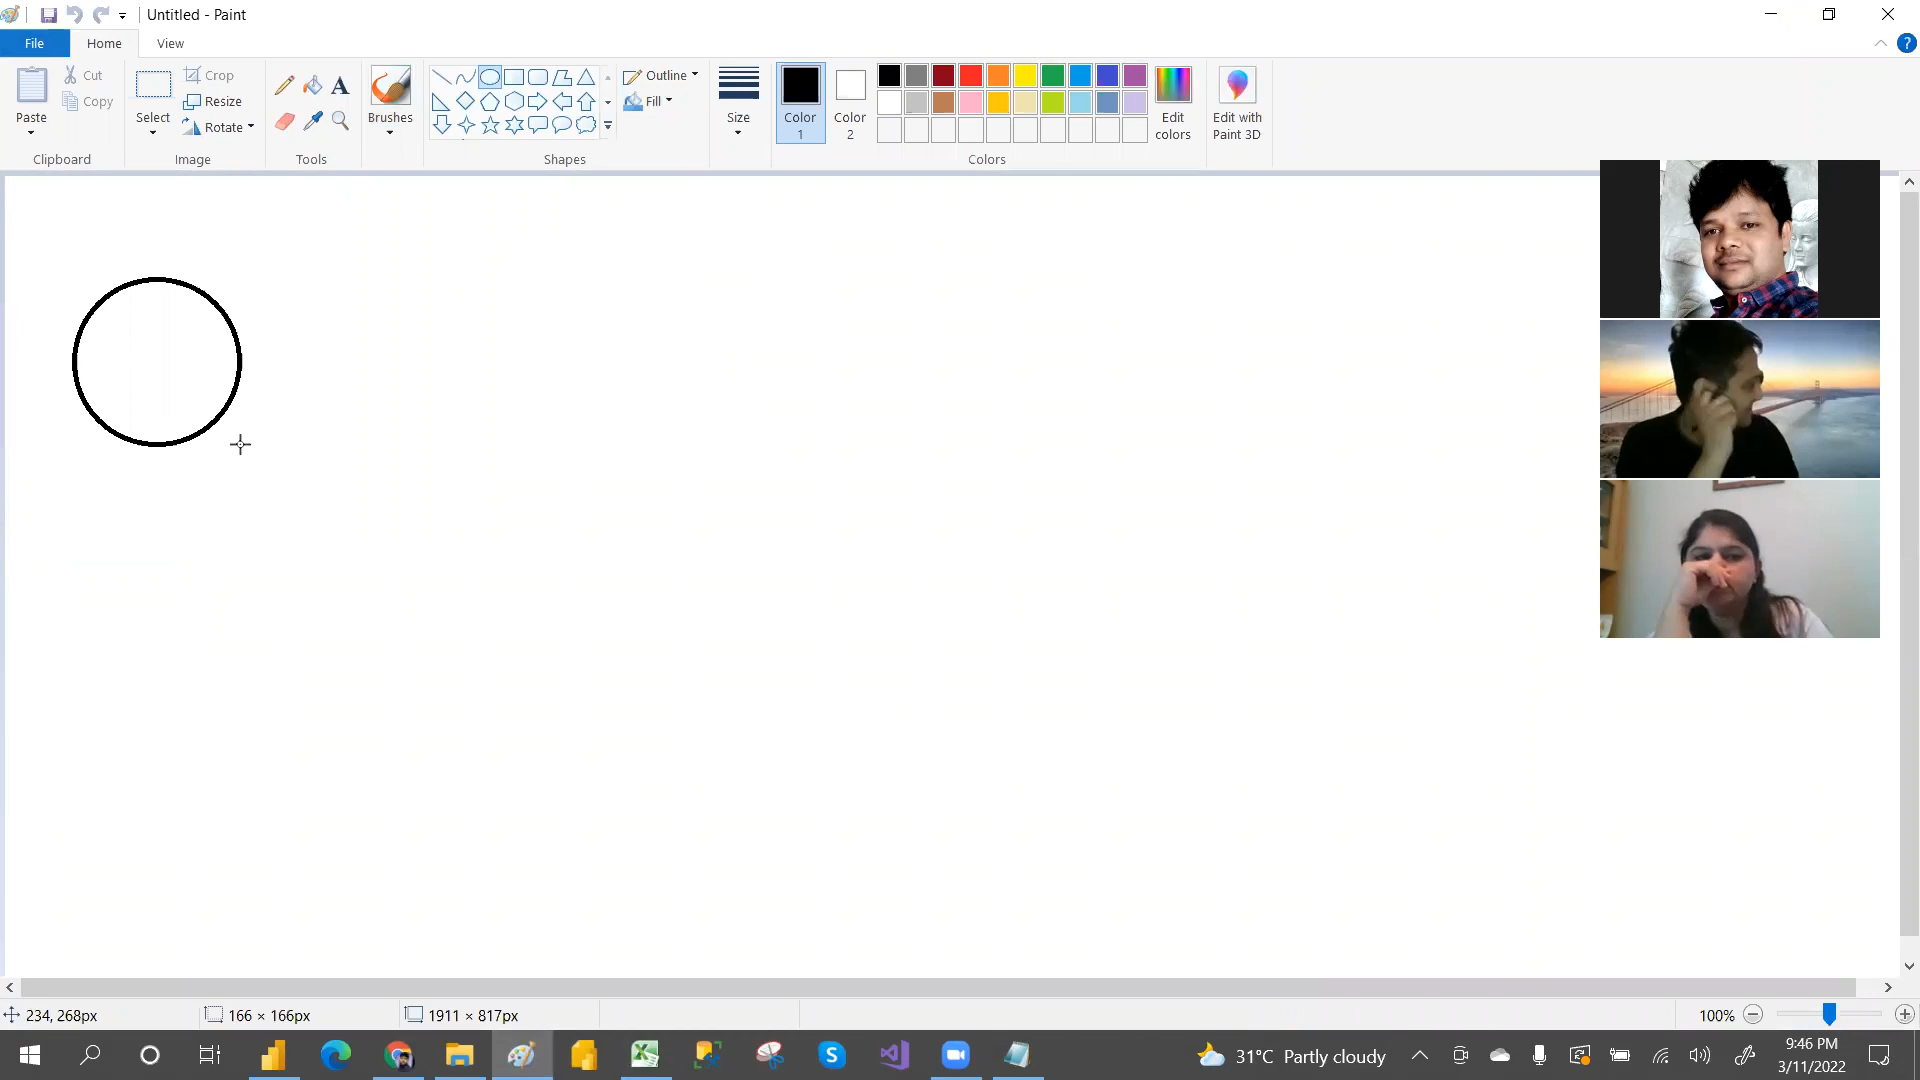 Untitled - Paint
File
Home
View
Paste
Cut
Copy
Clipboard
Select
Crop
Resize
Rotate
Image
A
Tools
Brushes
Outline
Fill
Shapes
Size
Color
1
Color
2
Edit
colors
Colors
Edit with
Paint 3D
?
234, 268px
166 × 166px
1911 × 817px
100%
31°C Partly cloudy
9:46 PM
3/11/2022